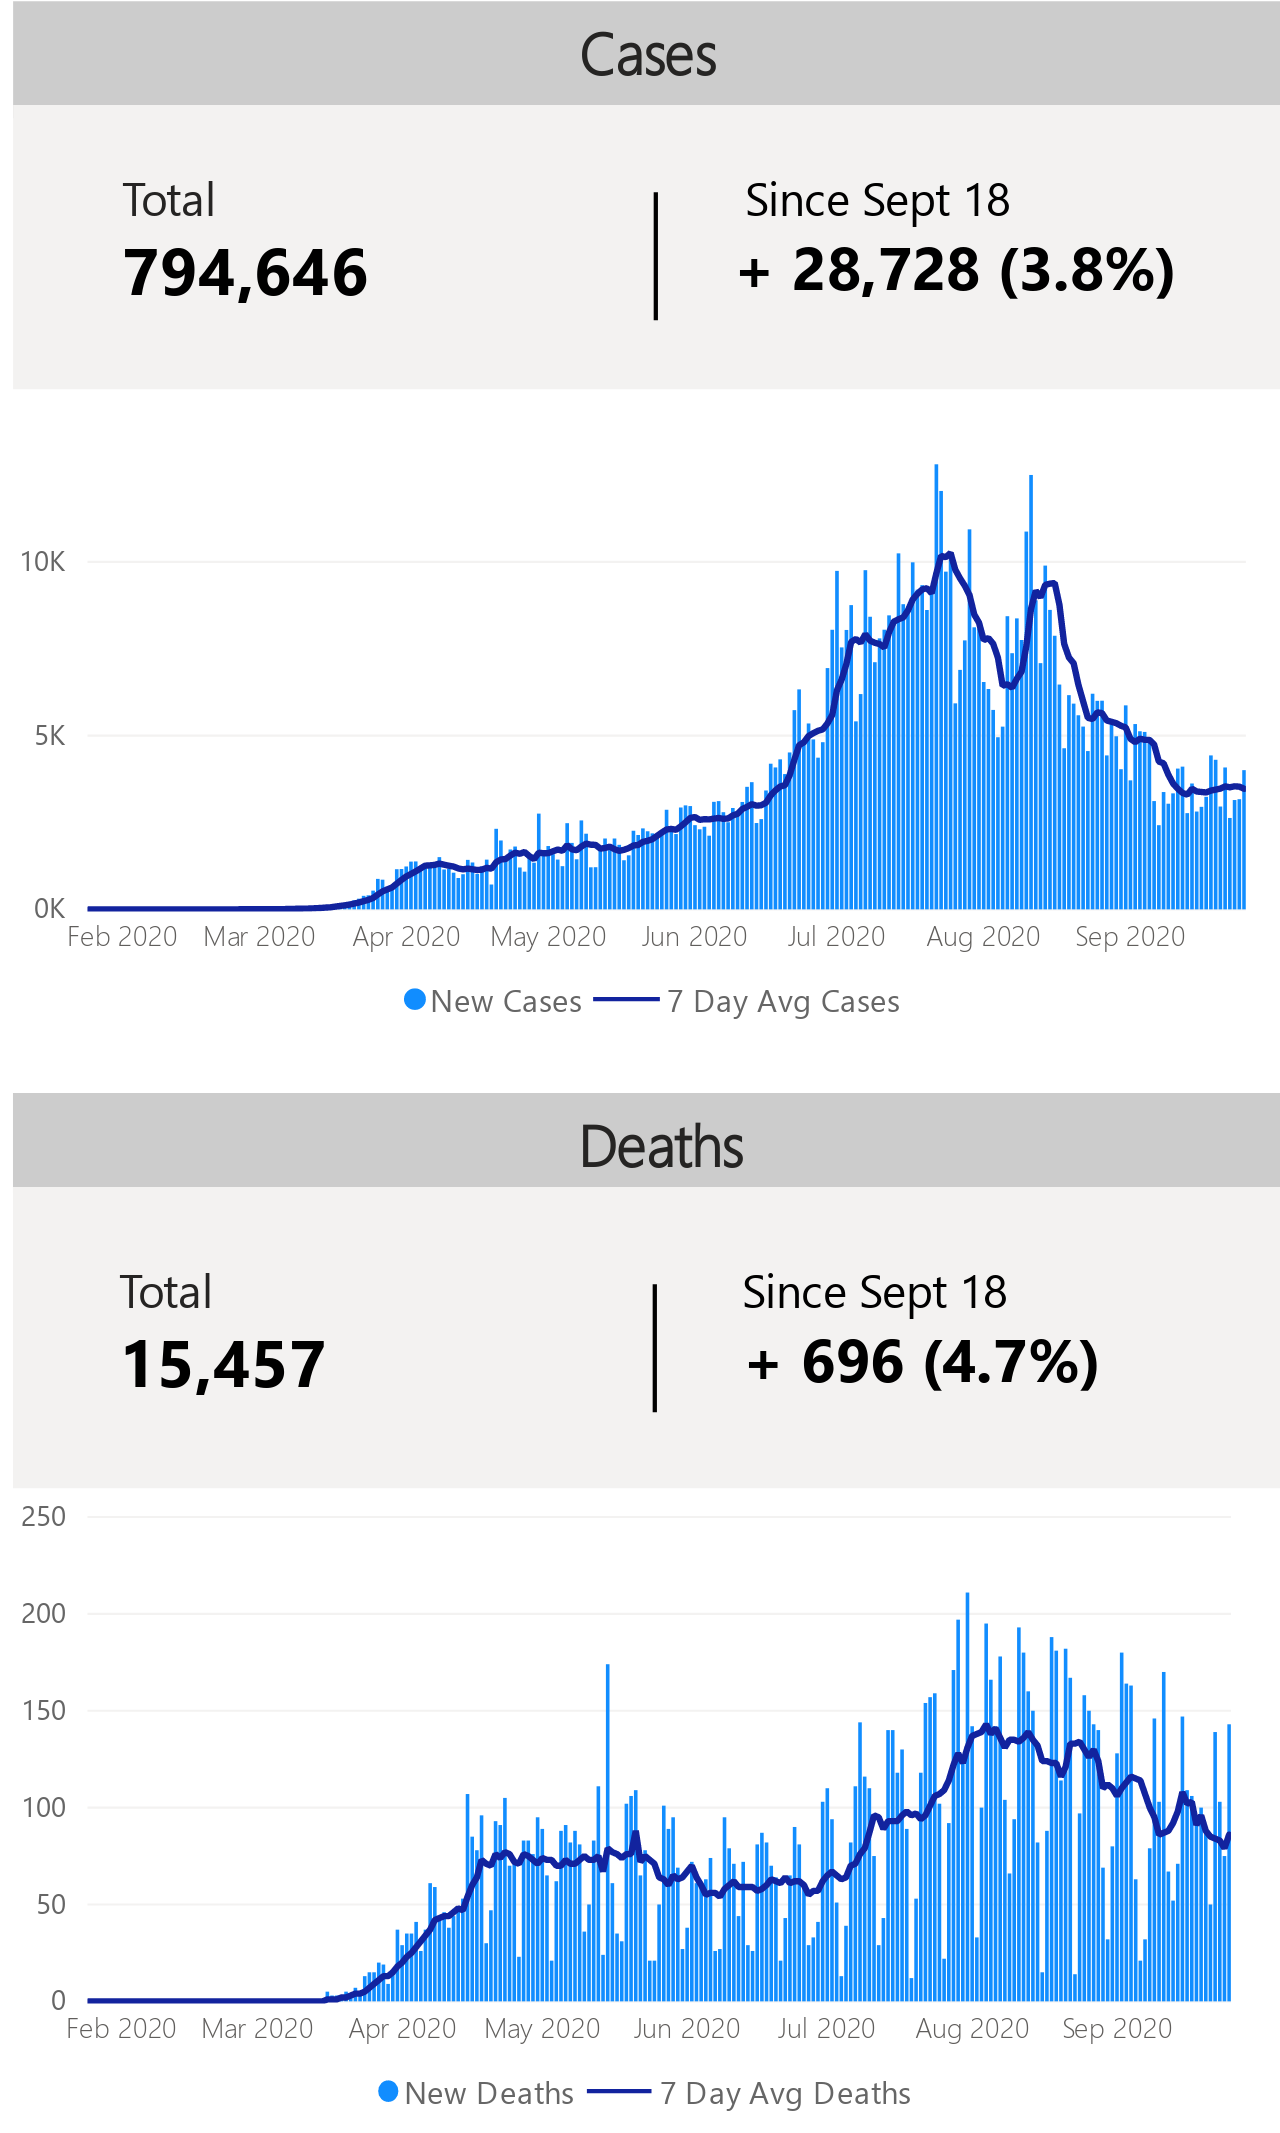 Cases
Total
Since Sept 18
794,646
+ 28,728 (3.8%)
10K
5K
0K
Feb 2020 Mar 2020 Apr 2020 May 2020 Jun 2020 Jul 2020 Aug 2020 Sep 2020
New Cases 7 Day Avg Cases
Deaths
Total
Since Sept 18
15,457
+ 696 (4.7%)
250
200
150
100
50
0
Feb 2020 Mar 2020 Apr 2020 May 2020 Jun 2020 Jul 2020 Aug 2020 Sep 2020
New Deaths 7 Day Avg Deaths